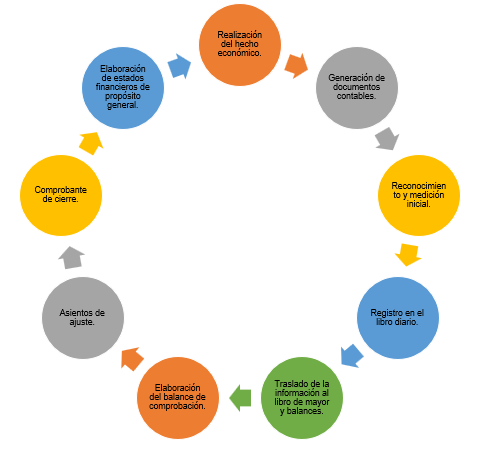 Realización
del hecho
económico.
Generación de
documentos
contables.
Reconocimien
to y medición
inicial.
Registro en el
libro diario.
Traslado de la
información al
libro de mayor
y balances.
Elaboración
del balance de
comprobación.
Asientos de
ajuste.
Comprobante
de cierre.
Elaboración
de estados
financieros de
propósito
general.